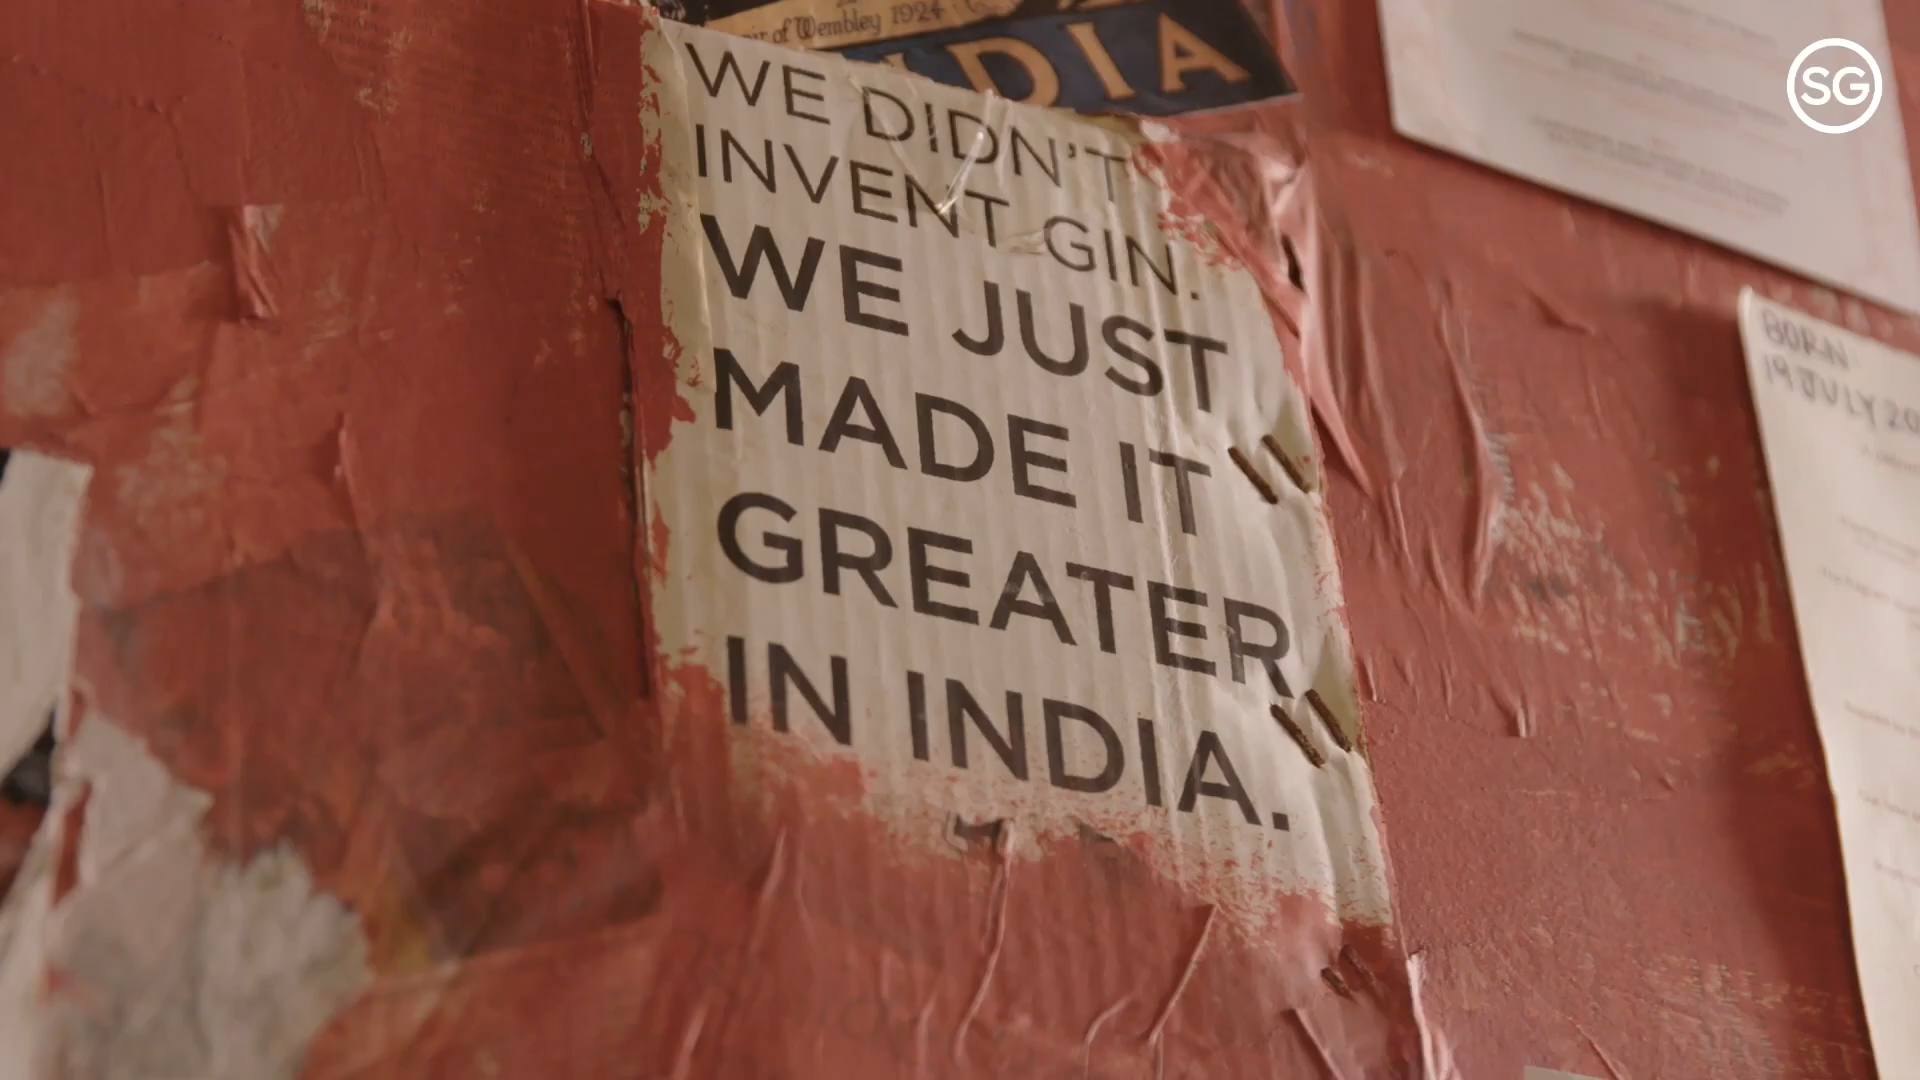 of Wembley 1924
DIA
WE DIDN'T
INVENT GIN.
WE JUST
MADE IT
GREATER
IN INDIA.
SG
BORN
19 JULY 20